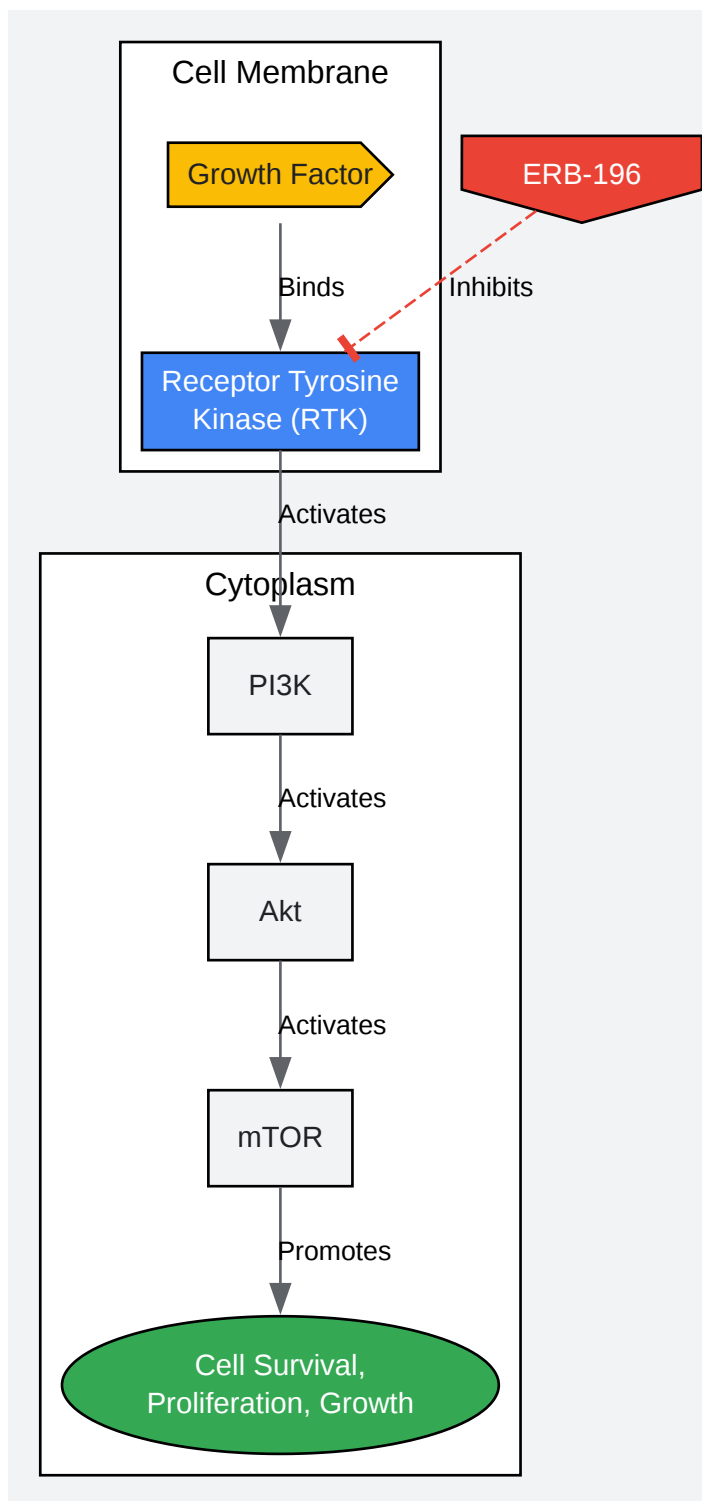 Cell Membrane
Growth Factor
ERB-196
Binds
Inhibits
Receptor Tyrosine
Kinase (RTK)
Activates
Cytoplasm
PI3K
Activates
Akt
Activates
mTOR
Promotes
Cell Survival,
Proliferation, Growth